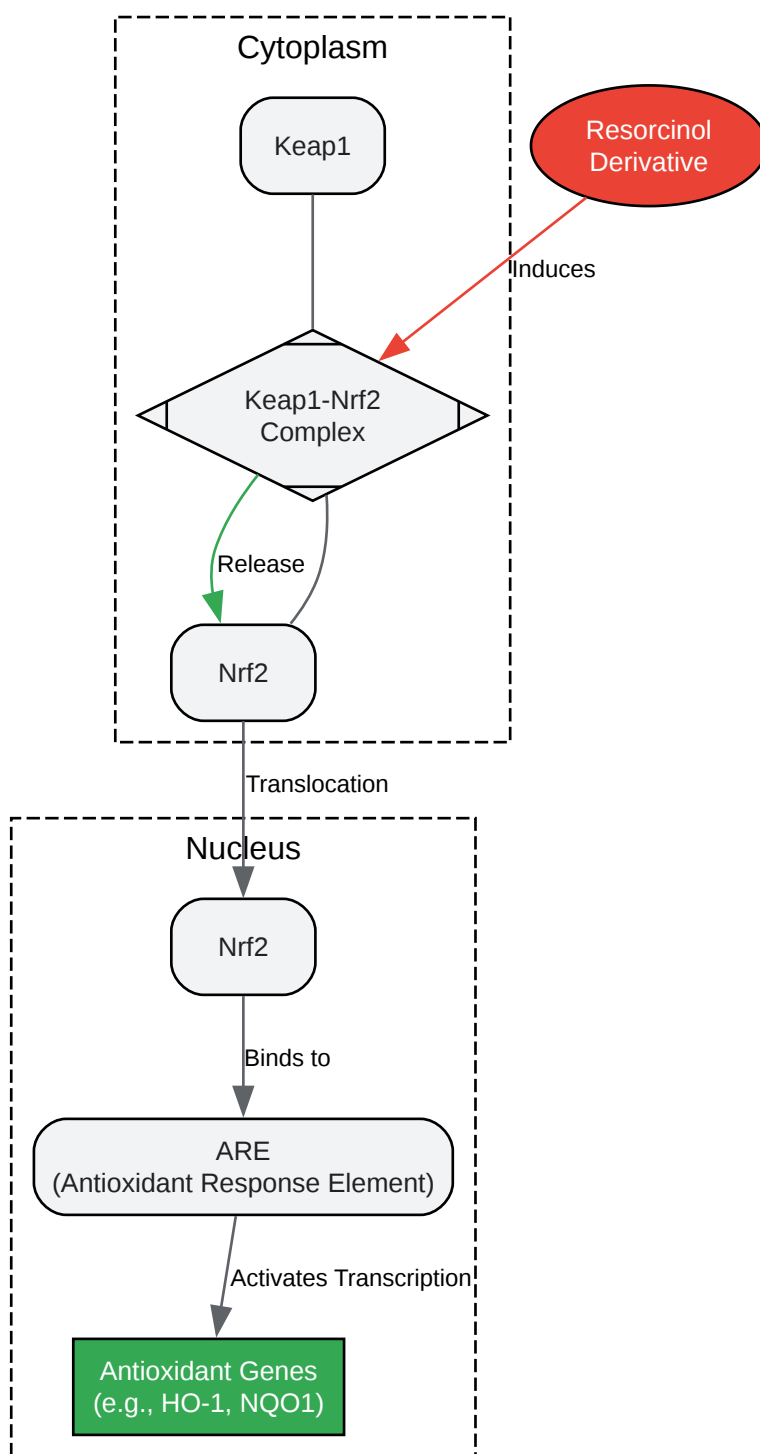 Cytoplasm
Keap1
Resorcinol
Derivative
Induces
Keap1-Nrf2
Complex
Release
Nrf2
Translocation
Nucleus
Nrf2
Binds to
ARE
(Antioxidant Response Element)
Activates Transcription
Antioxidant Genes
(e.g., HO-1, NQO1)